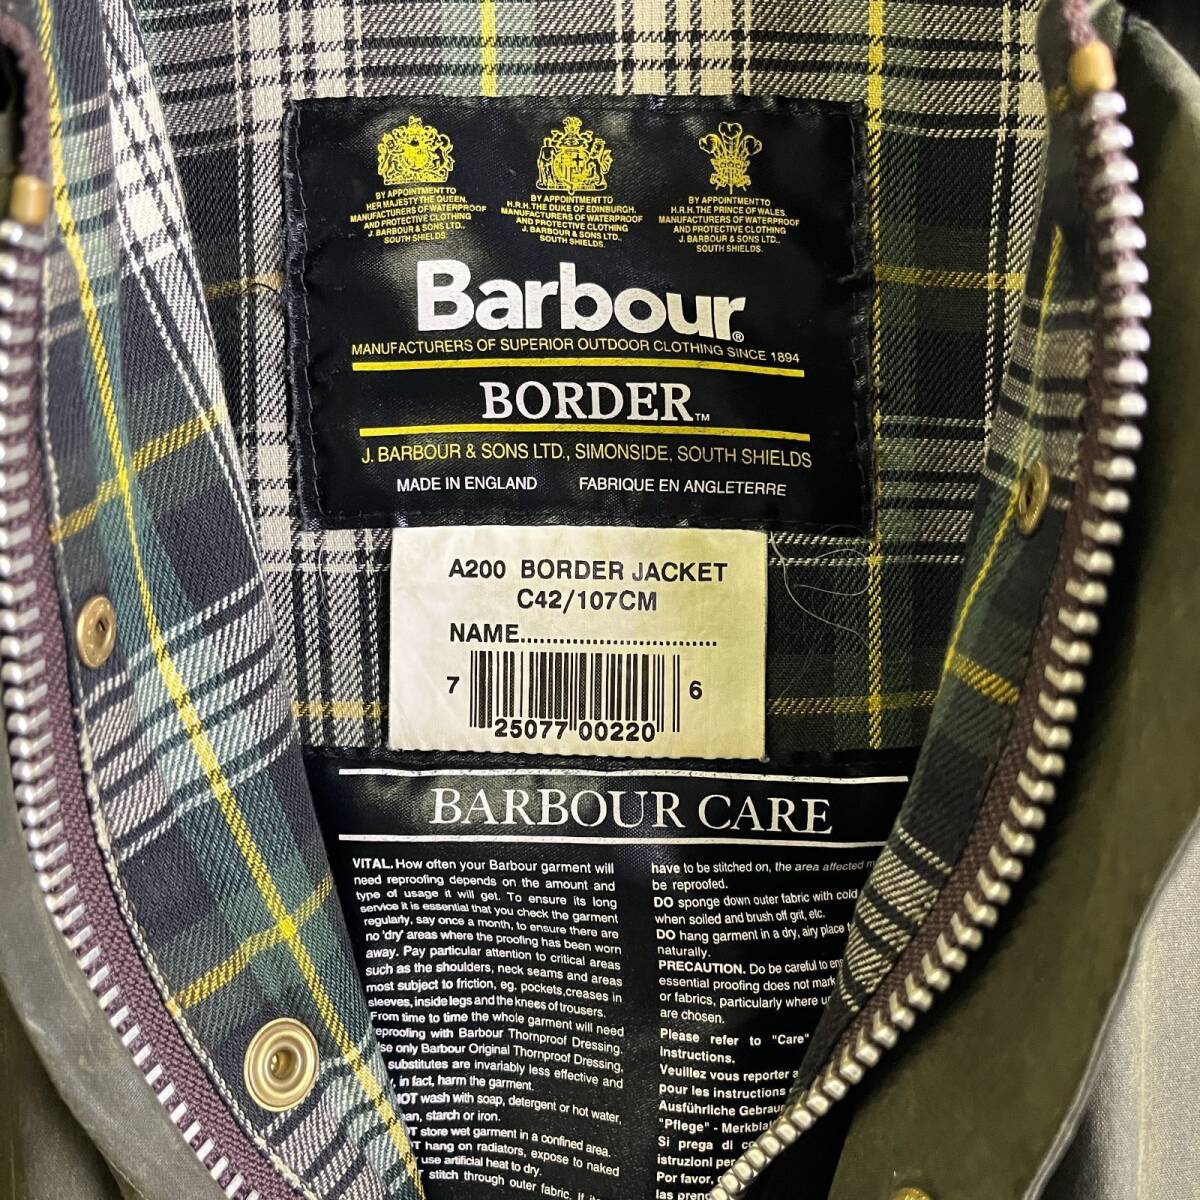 BY APPOINTMENT TO
HER MAJESTY THE QUEEN.
MANUFACTURERS OF WATERPROOF
AND PROTECTIVE CLOTHING
J. BARBOUR & SONS LTD.,
SOUTH SHIELDS.
BY APPOINTMENT TO
H.R.H. THE DUKE OF EDINBURGH.
MANUFACTURERS OF WATERPROOF
AND PROTECTIVE CLOTHING
J. BARBOUR & SONS LTD.,
SOUTH SHIELDS.
BY APPOINTMENT TO
H.R.H. THE PRINCE OF WALES.
MANUFACTURERS OF WATERPROOF
AND PROTECTIVE CLOTHING
J. BARBOUR & SONS LTD.,
SOUTH SHIELDS.
Barbour®
MANUFACTURERS OF SUPERIOR OUTDOOR CLOTHING SINCE 1894
BORDER™
J. BARBOUR & SONS LTD., SIMONSIDE, SOUTH SHIELDS
MADE IN ENGLAND FABRIQUE EN ANGLETERRE
A200 BORDER JACKET
C42/107CM
NAME..............................
7 25077 00220 6
BARBOUR CARE
VITAL. How often your Barbour garment will
need reproofing depends on the amount and
type of usage it will get. To ensure its long
service it is essential that you check the garment
regularly, say once a month, to ensure there are
no 'dry' areas where the proofing has been worn
away. Pay particular attention to critical areas
such as the shoulders, neck seams and areas
most subject to friction, eg. pockets, creases in
sleeves, inside legs and the knees of trousers.
From time to time the whole garment will need
reproofing with Barbour Thornproof Dressing.
only Barbour Original Thornproof Dressing,
substitutes are invariably less effective and
in fact, harm the garment.
NOT wash with soap, detergent or hot water,
starch or iron.
store wet garment in a confined area.
hang on radiators, expose to naked
use artificial heat to dry.
stitch through outer fabric. If
have to be stitched on, the area affected
be reproofed.
DO sponge down outer fabric with cold
when soiled and brush off grit, etc.
DO hang garment in a dry, airy place
naturally.
PRECAUTION. Do be careful to
essential proofing does not mark
or fabrics, particularly where
are chosen.
Please refer to "Care"
instructions.
Veuillez vous reporter
pour les instructions
Ausführliche
"Pflege" -
Si prega di
istruzioni
Por favor,
las